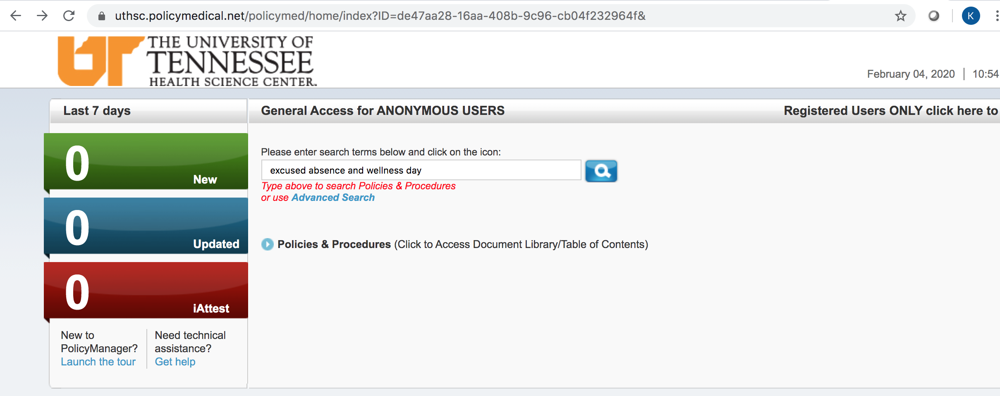 uthsc.policymedical.net/policymed/home/index?ID=de47aa28-16aa-408b-9c96-cb04f232964f&
K
UT THE UNIVERSITY OF
TENNESSEE
HEALTH SCIENCE CENTER.
February 04, 2020 | 10:54
Last 7 days
General Access for ANONYMOUS USERS
Registered Users ONLY click here to
0 New
0 Updated
0 iAttest
New to
PolicyManager?
Launch the tour
Need technical
assistance?
Get help
Please enter search terms below and click on the icon:
excused absence and wellness day
Type above to search Policies & Procedures
or use Advanced Search
Policies & Procedures (Click to Access Document Library/Table of Contents)